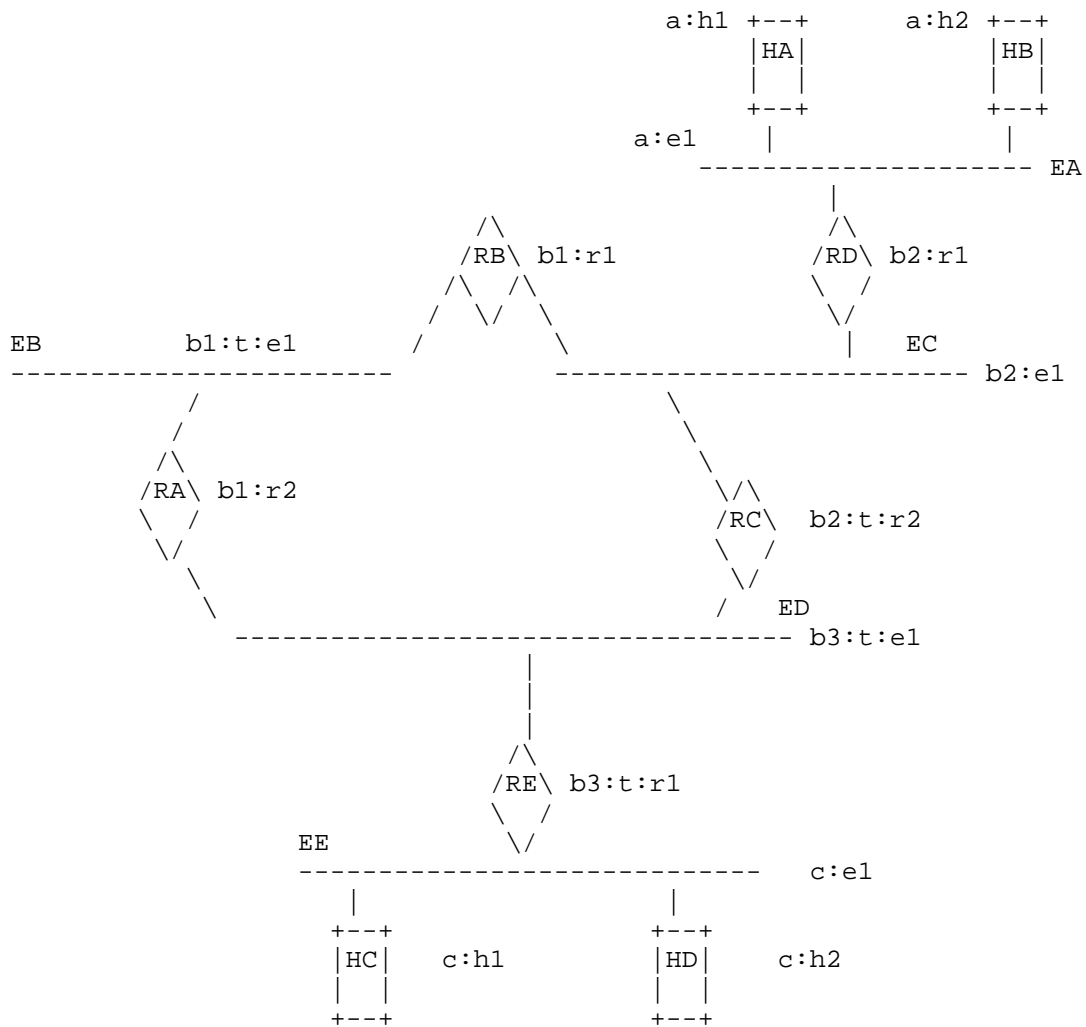 a:h1 a:h2
HA HB
a:e1
EA
RB b1:r1 RD b2:r1
EB b1:t:e1 EC
b2:e1
RA b1:r2
RC b2:t:r2
ED
b3:t:e1
RE b3:t:r1
EE
c:e1
HC c:h1 HD c:h2